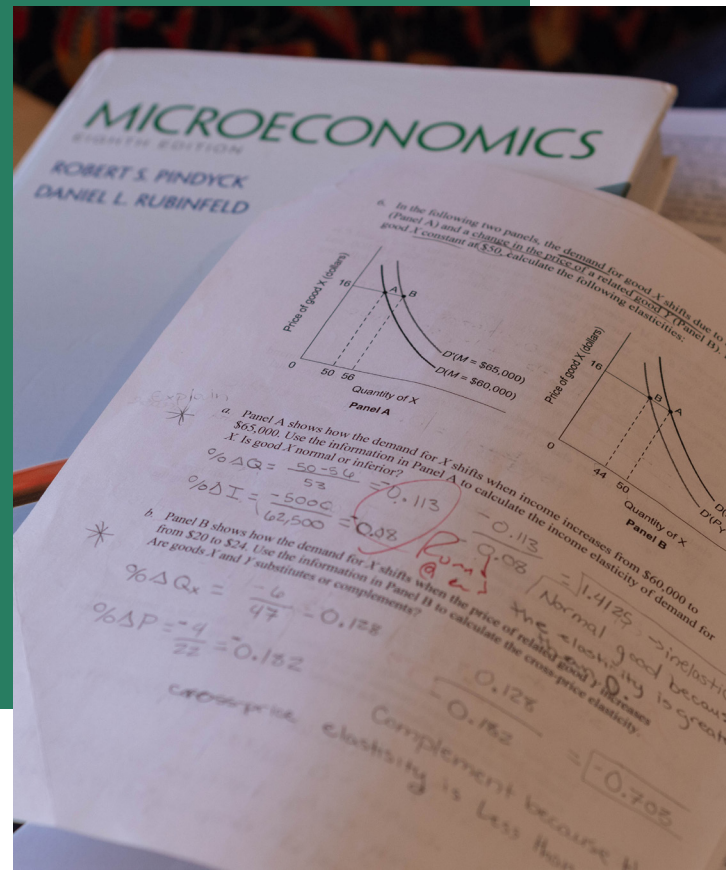 MICROECONOMICS
EIGHTH EDITION
ROBERT S. PINDYCK
DANIEL L. RUBINFELD
6. In the following two panels, the demand for good X shifts due to
(Panel A) and a change in the price of a related good Y (Panel B).
good X constant at $50, calculate the following elasticities:
Price of good X (dollars)
16
A
B
D'(M = $65,000)
D(M = $60,000)
0
50 56
Quantity of X
Panel A
Price of good X (dollars)
16
B
A
0
44 50
D'(PY
Quantity of X
Panel B
a. Panel A shows how the demand for X shifts when income increases from $60,000 to
$65,000. Use the information in Panel A to calculate the income elasticity of demand for
X. Is good X normal or inferior?
%ΔQ = 50-56 / 53 = -0.113
%ΔI = -5000 / 62,500 = -0.08
Round
@ end
-0.113
0.08
= 1.4125 → inelastic
Normal good because
the elasticity is greater
b. Panel B shows how the demand for X shifts when the price of related good Y increases
from $20 to $24. Use the information in Panel B to calculate the cross-price elasticity.
Are goods X and Y substitutes or complements?
%ΔQx = -6 / 47 = 0.128
%ΔP = -4 / 22 = -0.182
0.128
0.182
= -0.703
crossprice elastisity is less than
Complement because